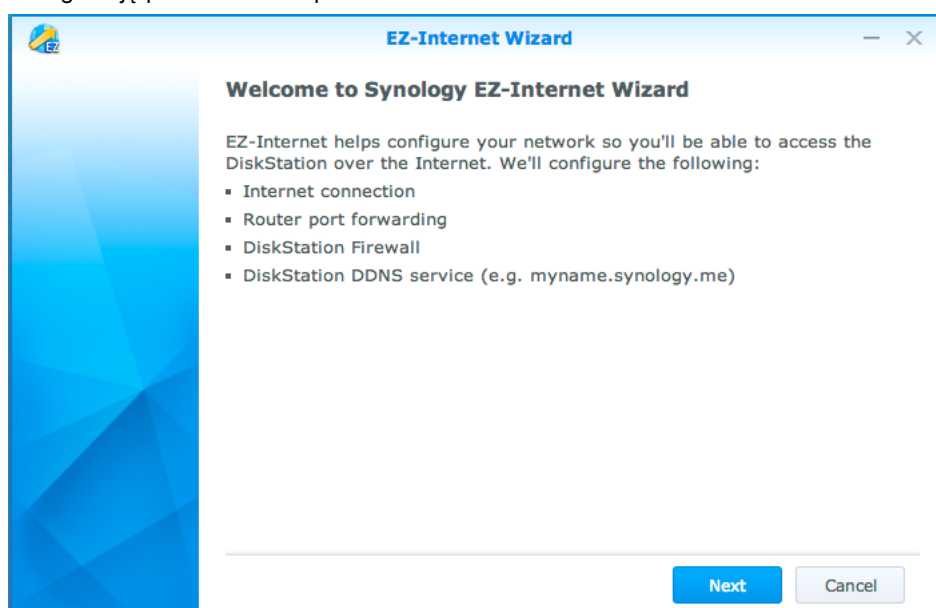 EZ-Internet Wizard
EZ
Welcome to Synology EZ-Internet Wizard
EZ-Internet helps configure your network so you'll be able to access the
DiskStation over the Internet. We'll configure the following:
▪ Internet connection
▪ Router port forwarding
▪ DiskStation Firewall
▪ DiskStation DDNS service (e.g. myname.synology.me)
Next Cancel